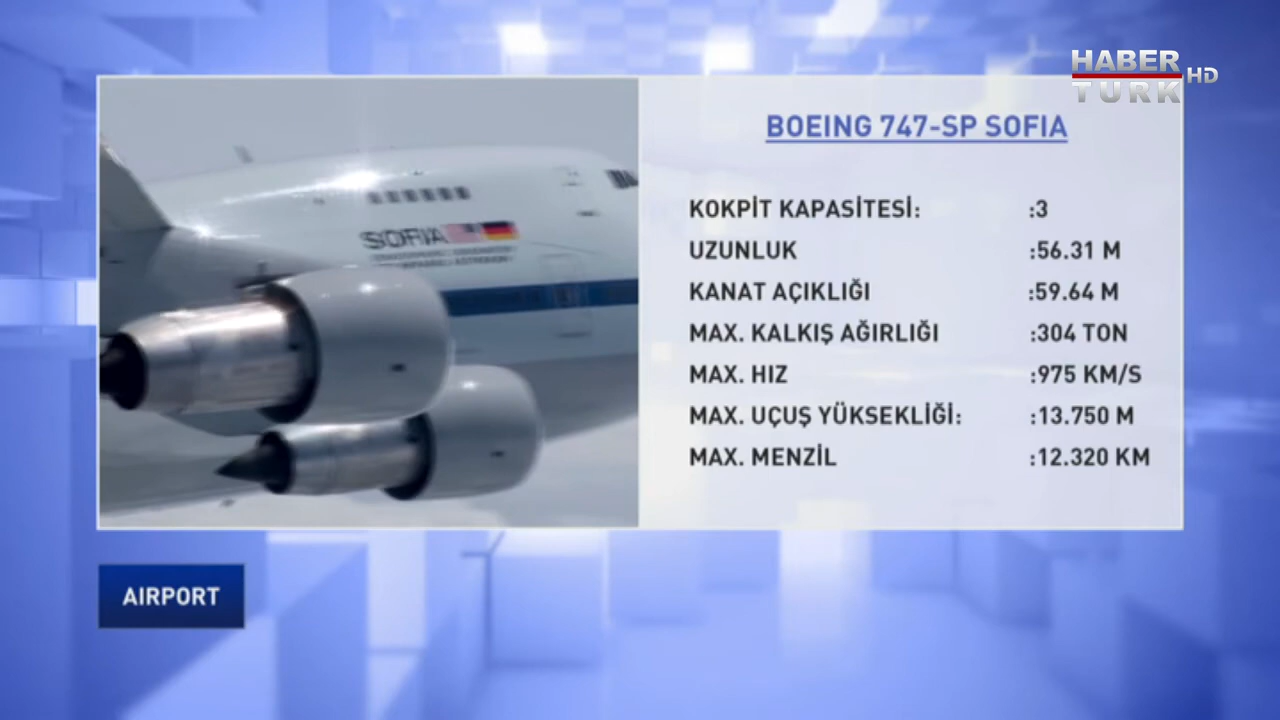 HABER
TURK HD
BOEING 747-SP SOFIA
KOKPİT KAPASİTESİ: :3
UZUNLUK :56.31 M
KANAT AÇIKLIĞI :59.64 M
MAX. KALKIŞ AĞIRLIĞI :304 TON
MAX. HIZ :975 KM/S
MAX. UÇUŞ YÜKSEKLİĞİ: :13.750 M
MAX. MENZİL :12.320 KM
SOFIA
AIRPORT